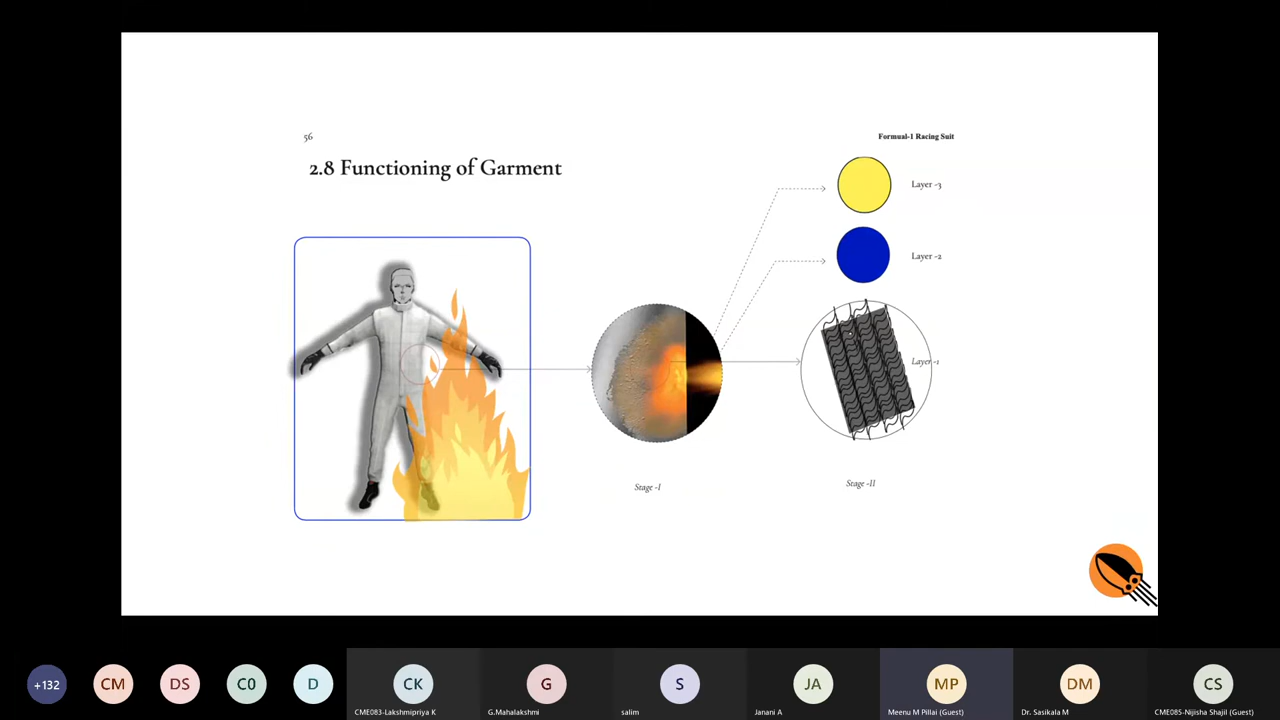 56
Formual-1 Racing Suit
2.8 Functioning of Garment
Layer -3
Layer -2
Layer -1
Stage -I
Stage -II
+132
CM
DS
C0
D
CK
G
S
JA
MP
DM
CS
CME083-Lakshmipriya K
G.Mahalakshmi
salim
Janani A
Meenu M Pillai (Guest)
Dr. Sasikala M
CME085-Nijisha Shajil (Guest)